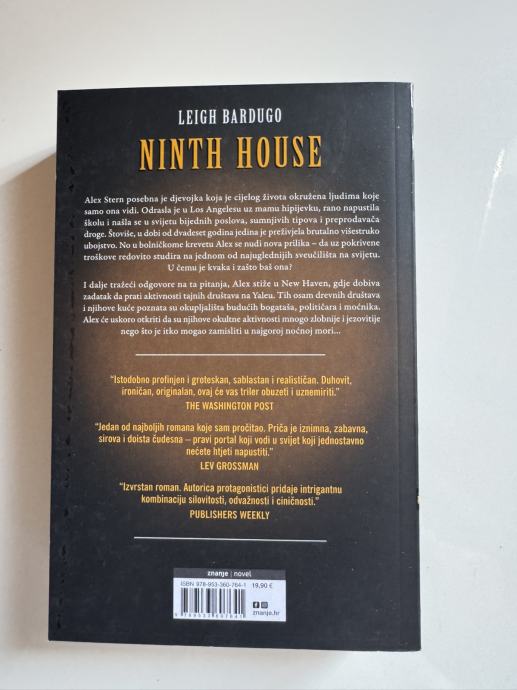 LEIGH BARDUGO
NINTH HOUSE
Alex Stern posebna je djevojka koja je cijelog života okružena ljudima koje
samo ona vidi. Odrasla je u Los Angelesu uz mamu hipijevku, rano napustila
školu i našla se u svijetu bijednih poslova, sumnjivih tipova i preprodavača
droge. Štoviše, u dobi od dvadeset godina jedina je preživjela brutalno višestruko
ubojstvo. No u bolničkome krevetu Alex se nudi nova prilika – da uz pokrivene
troškove redovito studira na jednom od najuglednijih sveučilišta na svijetu.
U čemu je kvaka i zašto baš ona?
I dalje tražeći odgovore na ta pitanja, Alex stiže u New Haven, gdje dobiva
zadatak da prati aktivnosti tajnih društava na Yaleu. Tih osam drevnih društava
i njihove kuće poznata su okupljališta budućih bogataša, političara i moćnika.
Alex će uskoro otkriti da su njihove okultne aktivnosti mnogo zlobnije i jezovitije
nego što je itko mogao zamisliti u najgoroj noćnoj mori...
“Istodobno profinjen i groteskan, sablastan i realističan. Duhovit,
ironičan, originalan, ovaj će vas triler obuzeti i uznemiriti.”
THE WASHINGTON POST
“Jedan od najboljih romana koje sam pročitao. Priča je iznimna, zabavna,
sirova i doista čudesna – pravi portal koji vodi u svijet koji jednostavno
nećete htjeti napustiti.”
LEV GROSSMAN
“Izvrstan roman. Autorica protagonistici pridaje intrigantnu
kombinaciju silovitosti, odvažnosti i ciničnosti.”
PUBLISHERS WEEKLY
znanje | novel
ISBN 978-953-360-764-1 19,90 €
znanje.hr
9789533607641